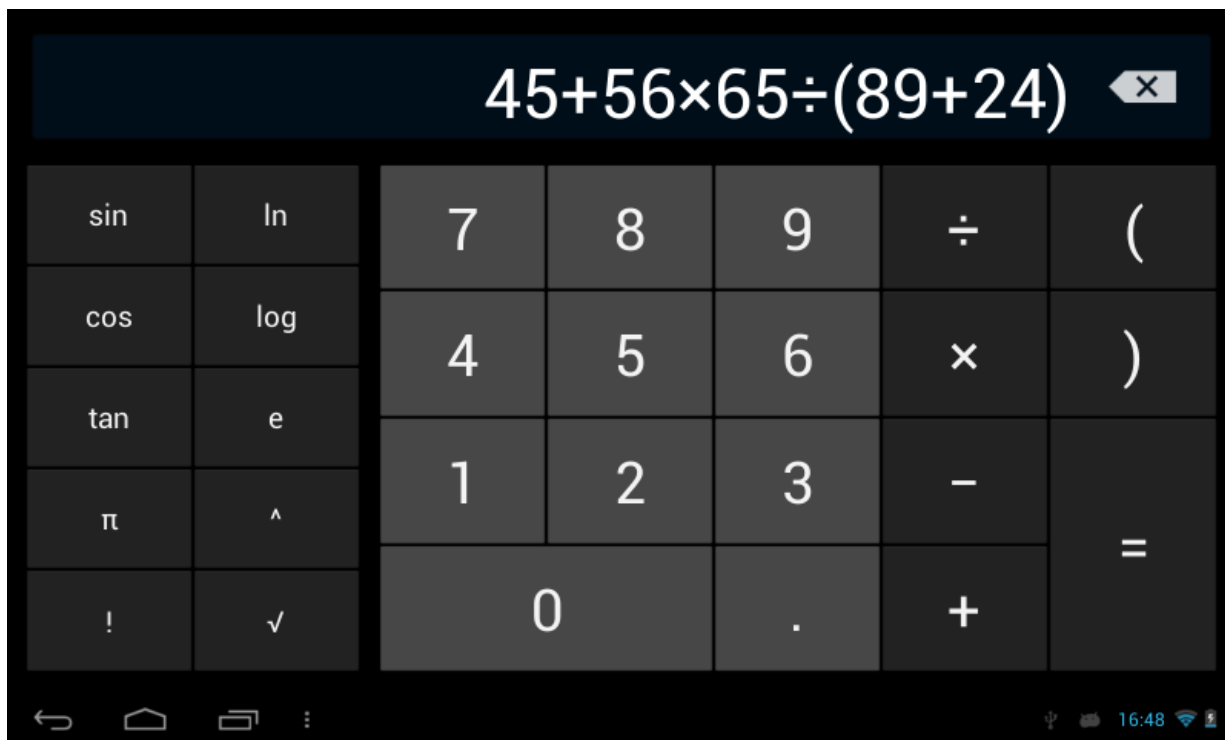 45+56×65÷(89+24)
sin ln 7 8 9 ÷ (
cos log 4 5 6 × )
tan e 1 2 3 −
π ^ =
! √ 0 . +
16:48